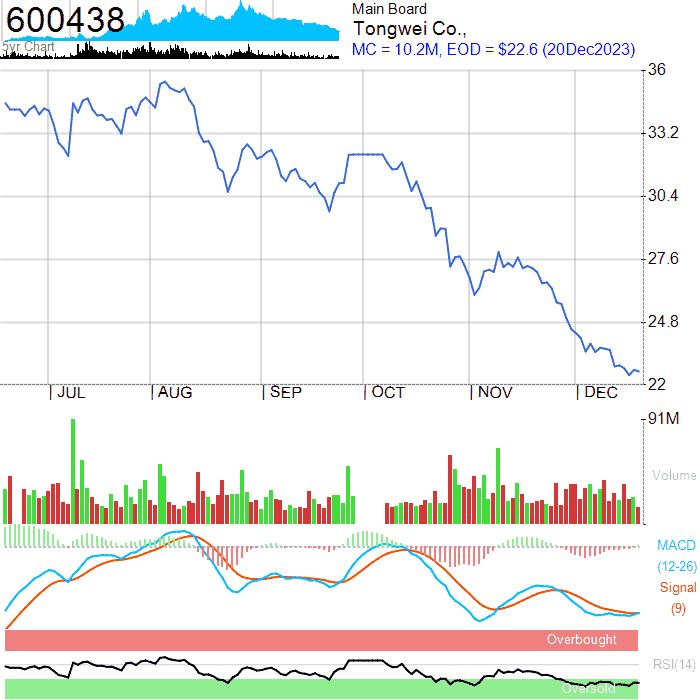 600438
5yr Chart
Main Board
Tongwei Co.,
MC = 10.2M, EOD = $22.6 (20Dec2023)
36
33.2
30.4
27.6
24.8
22
JUL AUG SEP OCT NOV DEC
91M
Volume
MACD
(12-26)
Signal
(9)
Overbought
RSI(14)
Oversold